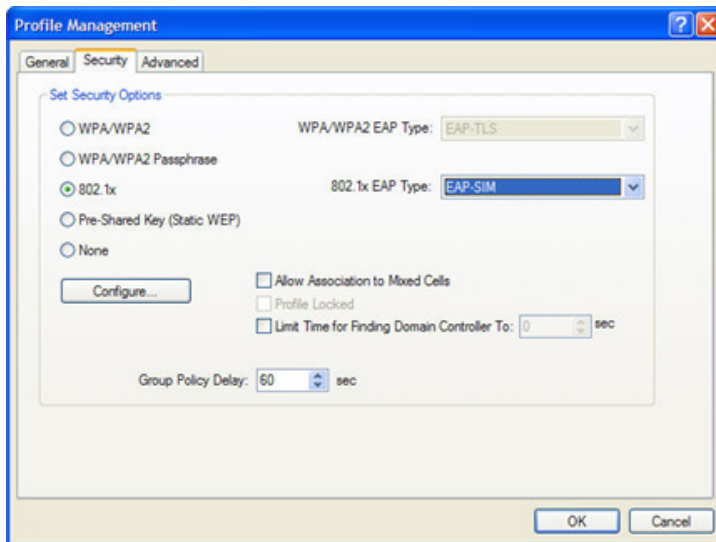 Profile Management
General Security Advanced
Set Security Options
WPA/WPA2 WPA/WPA2 EAP Type: EAP-TLS
WPA/WPA2 Passphrase
802.1x 802.1x EAP Type: EAP-SIM
Pre-Shared Key (Static WEP)
None
Configure... Allow Association to Mixed Cells
Profile Locked
Limit Time for Finding Domain Controller To: 0 sec
Group Policy Delay: 60 sec
OK Cancel